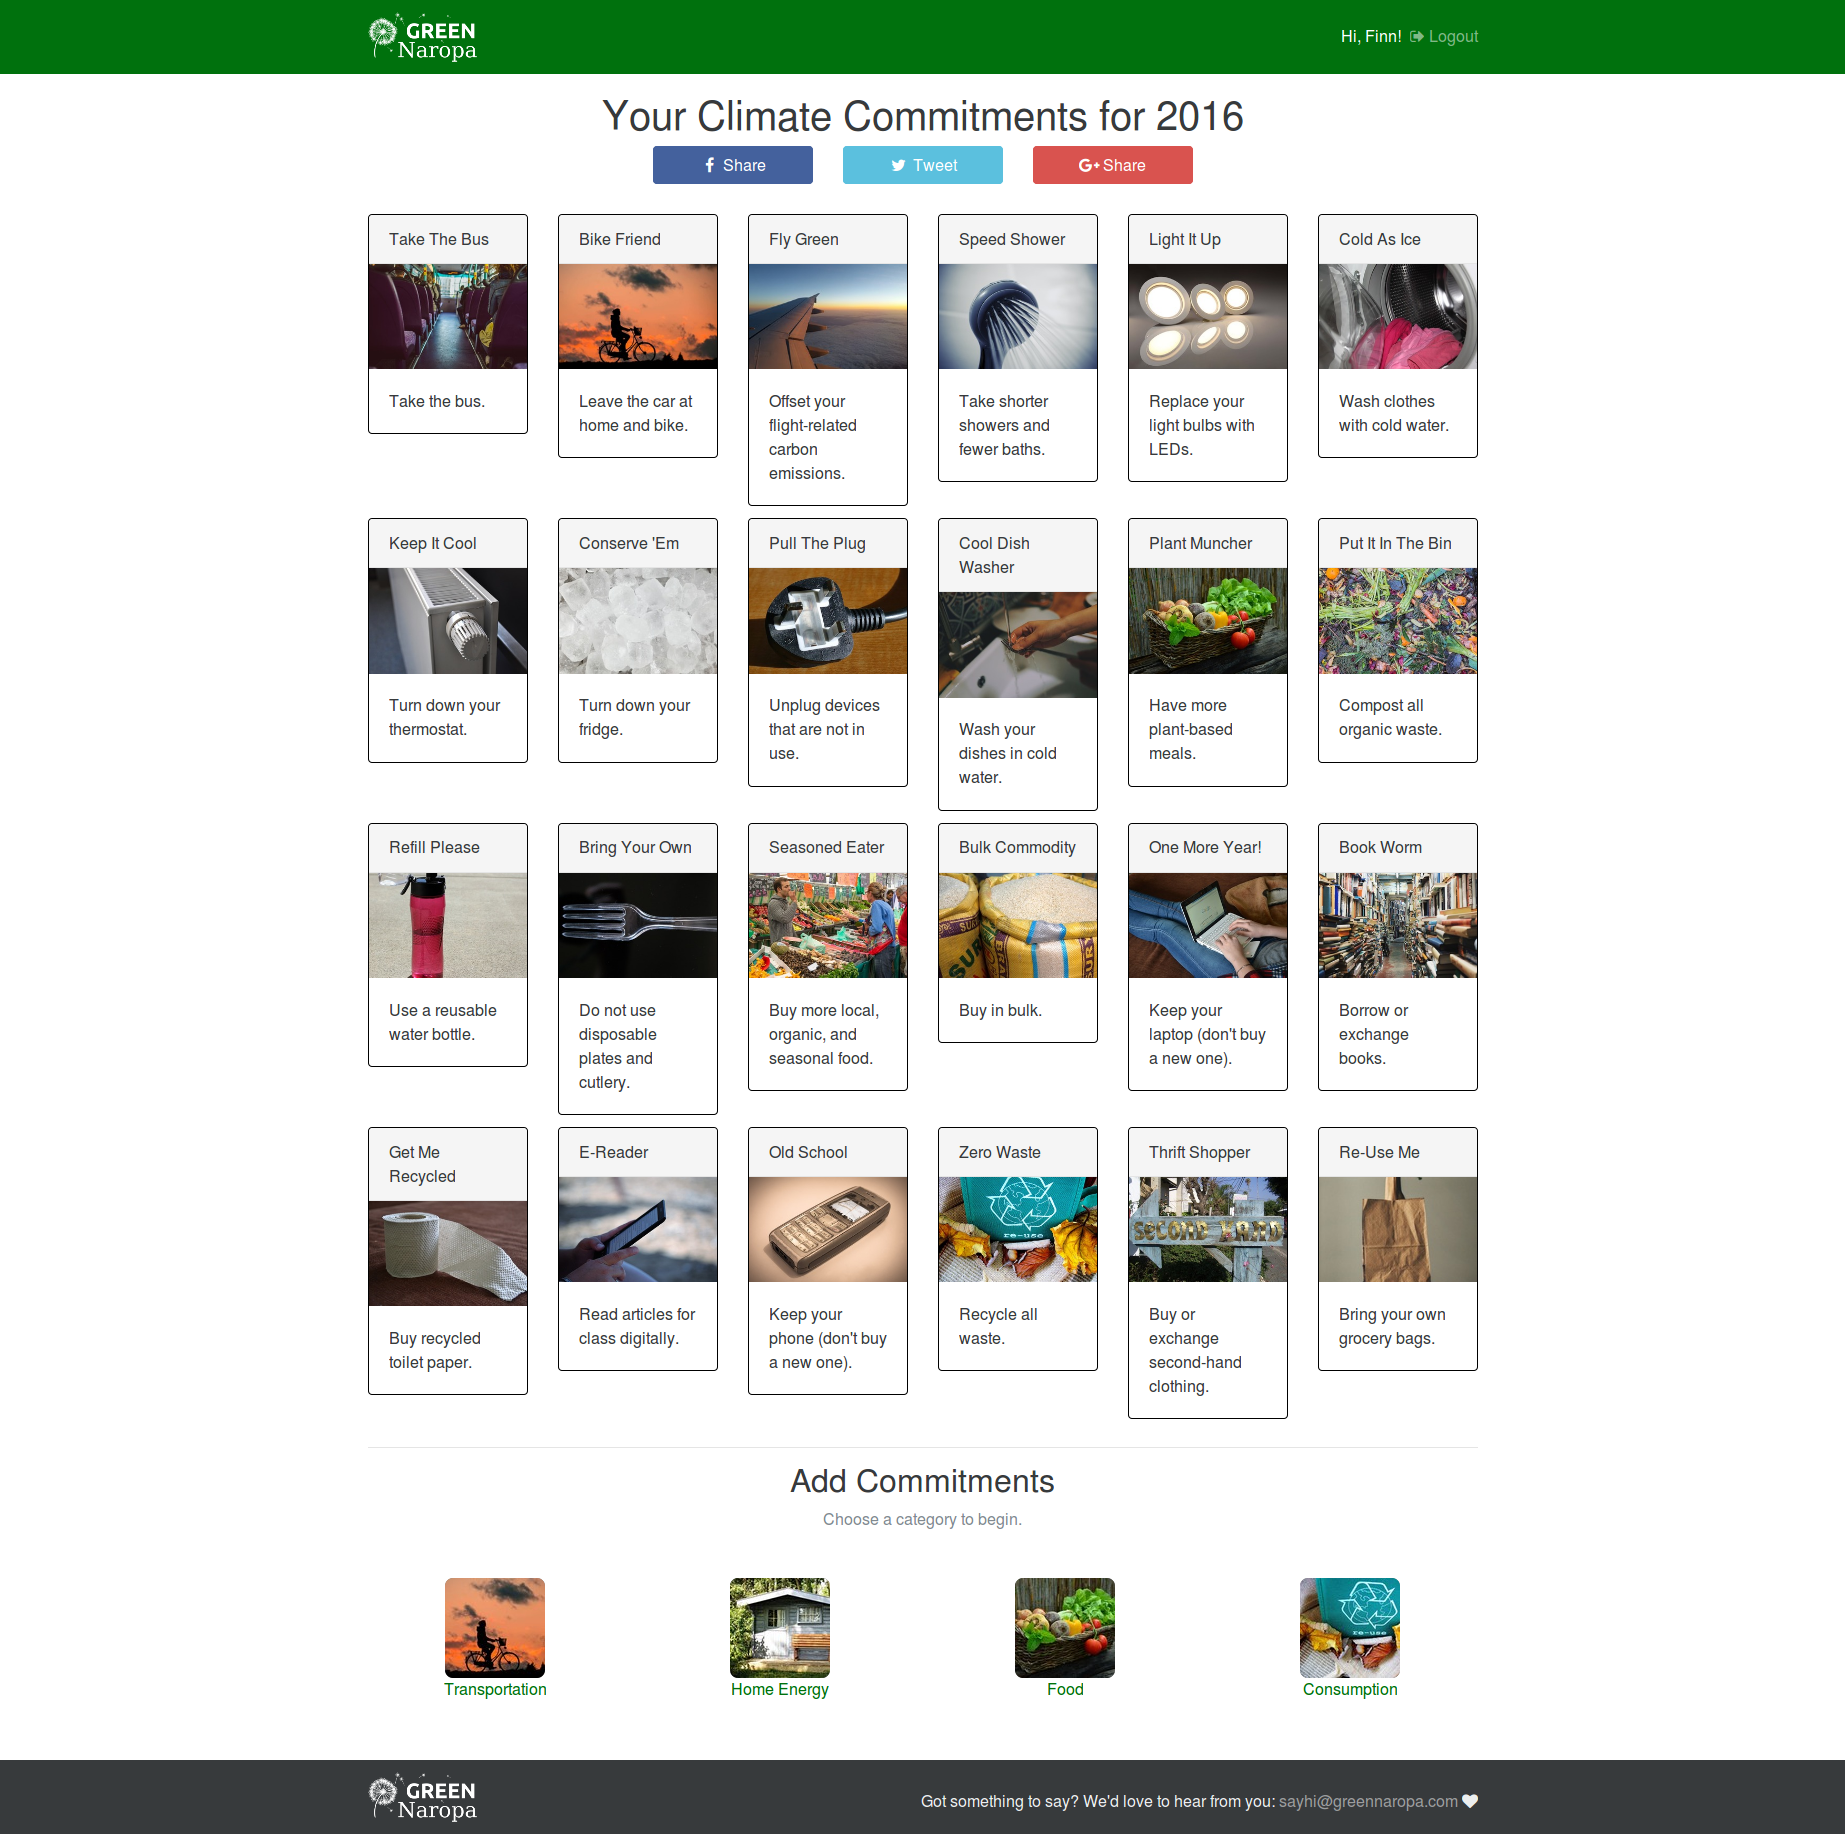 GREEN
Naropa
Hi, Finn! Logout
Your Climate Commitments for 2016
Share
Tweet
Share
Take The Bus
Take the bus.
Bike Friend
Leave the car at
home and bike.
Fly Green
Offset your
flight-related
carbon
emissions.
Speed Shower
Take shorter
showers and
fewer baths.
Light It Up
Replace your
light bulbs with
LEDs.
Cold As Ice
Wash clothes
with cold water.
Keep It Cool
Turn down your
thermostat.
Conserve 'Em
Turn down your
fridge.
Pull The Plug
Unplug devices
that are not in
use.
Cool Dish
Washer
Wash your
dishes in cold
water.
Plant Muncher
Have more
plant-based
meals.
Put It In The Bin
Compost all
organic waste.
Refill Please
Use a reusable
water bottle.
Bring Your Own
Do not use
disposable
plates and
cutlery.
Seasoned Eater
Buy more local,
organic, and
seasonal food.
Bulk Commodity
Buy in bulk.
One More Year!
Keep your
laptop (don't buy
a new one).
Book Worm
Borrow or
exchange
books.
Get Me
Recycled
Buy recycled
toilet paper.
E-Reader
Read articles for
class digitally.
Old School
Keep your
phone (don't buy
a new one).
Zero Waste
re-use
Recycle all
waste.
Thrift Shopper
SECOND HAND
Buy or
exchange
second-hand
clothing.
Re-Use Me
Bring your own
grocery bags.
Add Commitments
Choose a category to begin.
Transportation
Home Energy
Food
re-use
Consumption
GREEN
Naropa
Got something to say? We'd love to hear from you: sayhi@greennaropa.com